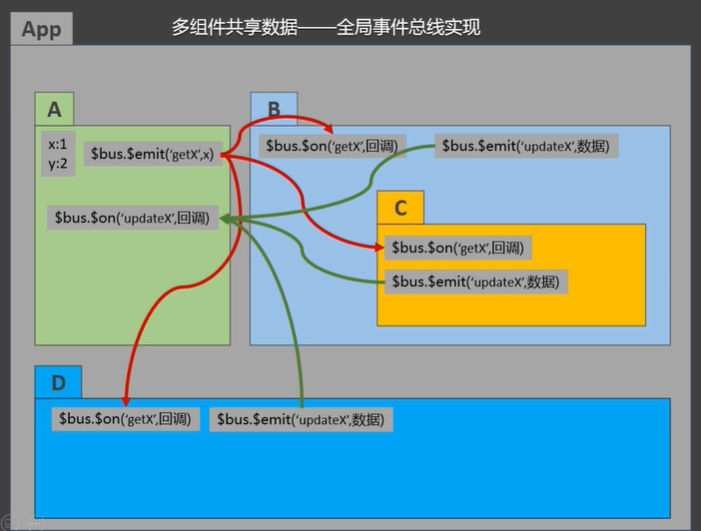 App
多组件共享数据——全局事件总线实现
A
B
x:1
y:2
$bus.$emit(‘getX’,x)
$bus.$on(‘getX’,回调)
$bus.$emit(‘updateX’,数据)
$bus.$on(‘updateX’,回调)
C
$bus.$on(‘getX’,回调)
$bus.$emit(‘updateX’,数据)
D
$bus.$on(‘getX’,回调)
$bus.$emit(‘updateX’,数据)